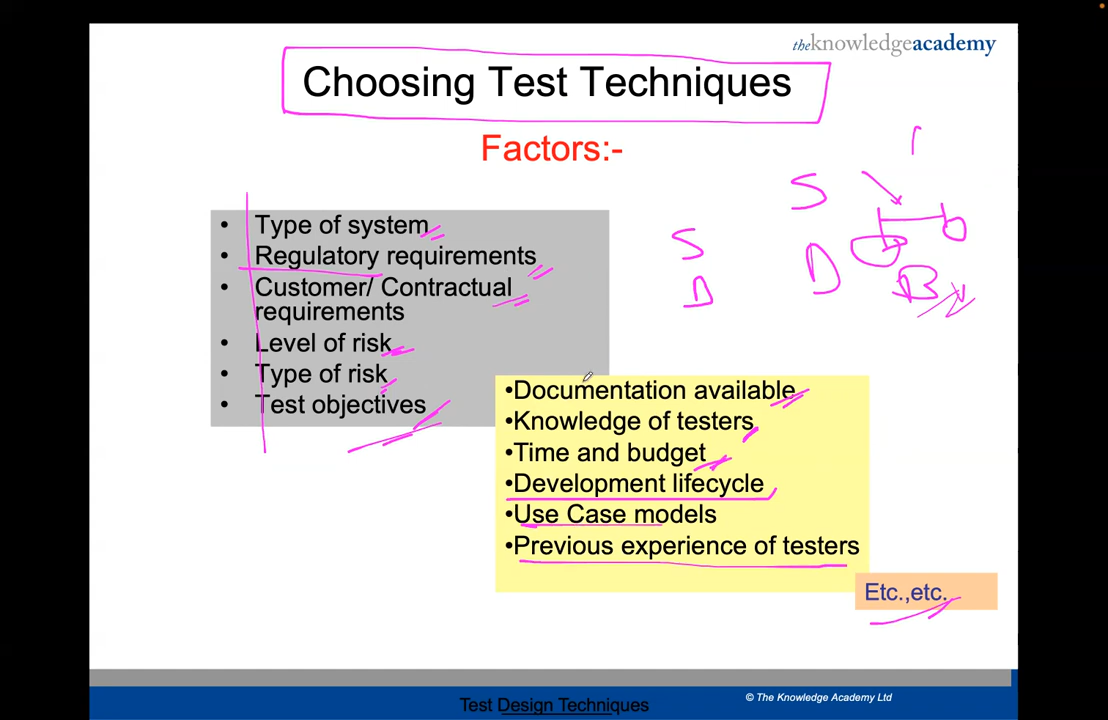 theknowledgeacademy
Choosing Test Techniques
Factors:-
• Type of system
• Regulatory requirements
• Customer/ Contractual
requirements
• Level of risk
• Type of risk
• Test objectives
S
D
S
D
B
•Documentation available
•Knowledge of testers
•Time and budget
•Development lifecycle
•Use Case models
•Previous experience of testers
Etc.,etc.
Test Design Techniques
© The Knowledge Academy Ltd